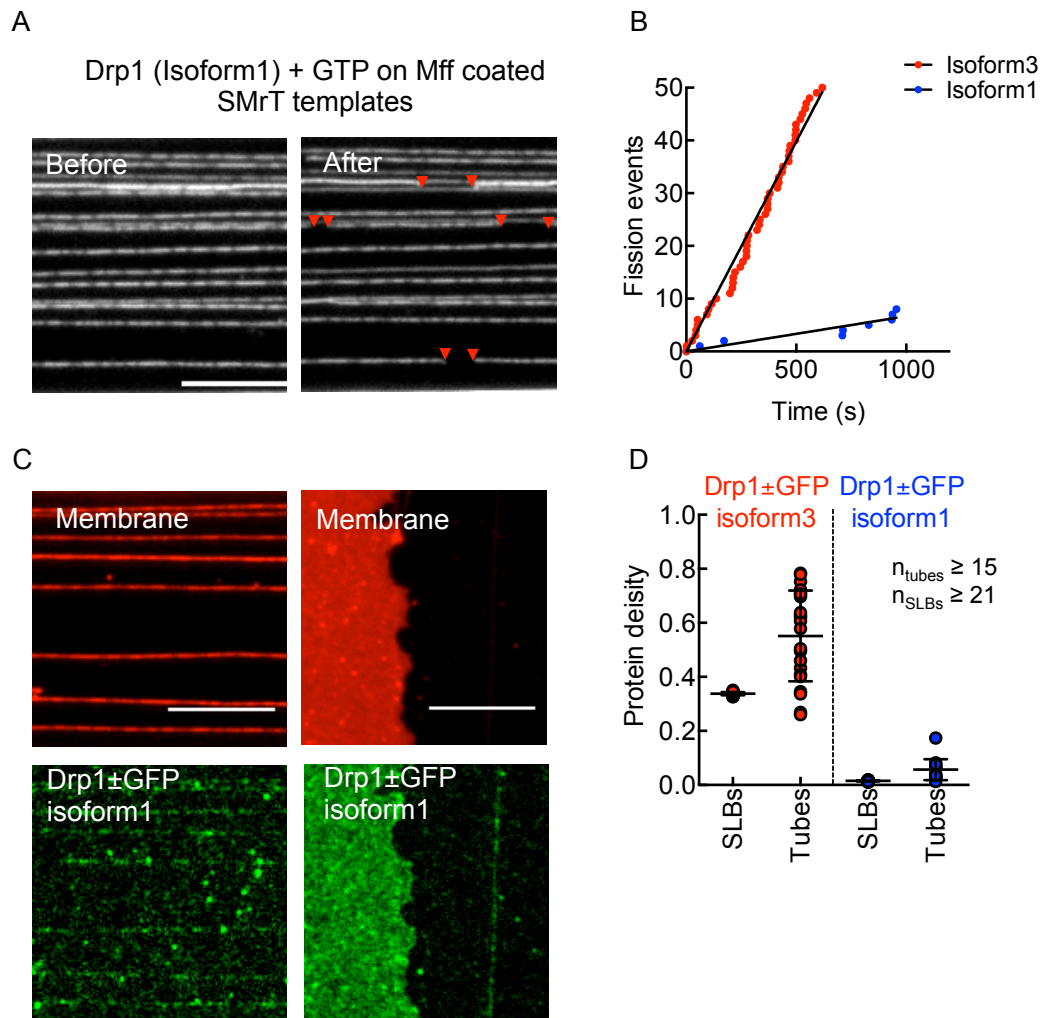 A
Drp1 (Isoform1) + GTP on Mff coated
SMrT templates
Before
After
B
Isoform3
Isoform1
50
40
30
20
10
0
Fission events
0
500
1000
Time (s)
C
Membrane
Membrane
Drp1±GFP
isoform1
Drp1±GFP
isoform1
D
Drp1±GFP
isoform3
Drp1±GFP
isoform1
1.0
0.8
0.6
0.4
0.2
0.0
Protein deisity
n_tubes ≥ 15
n_SLBs ≥ 21
SLBs
Tubes
SLBs
Tubes